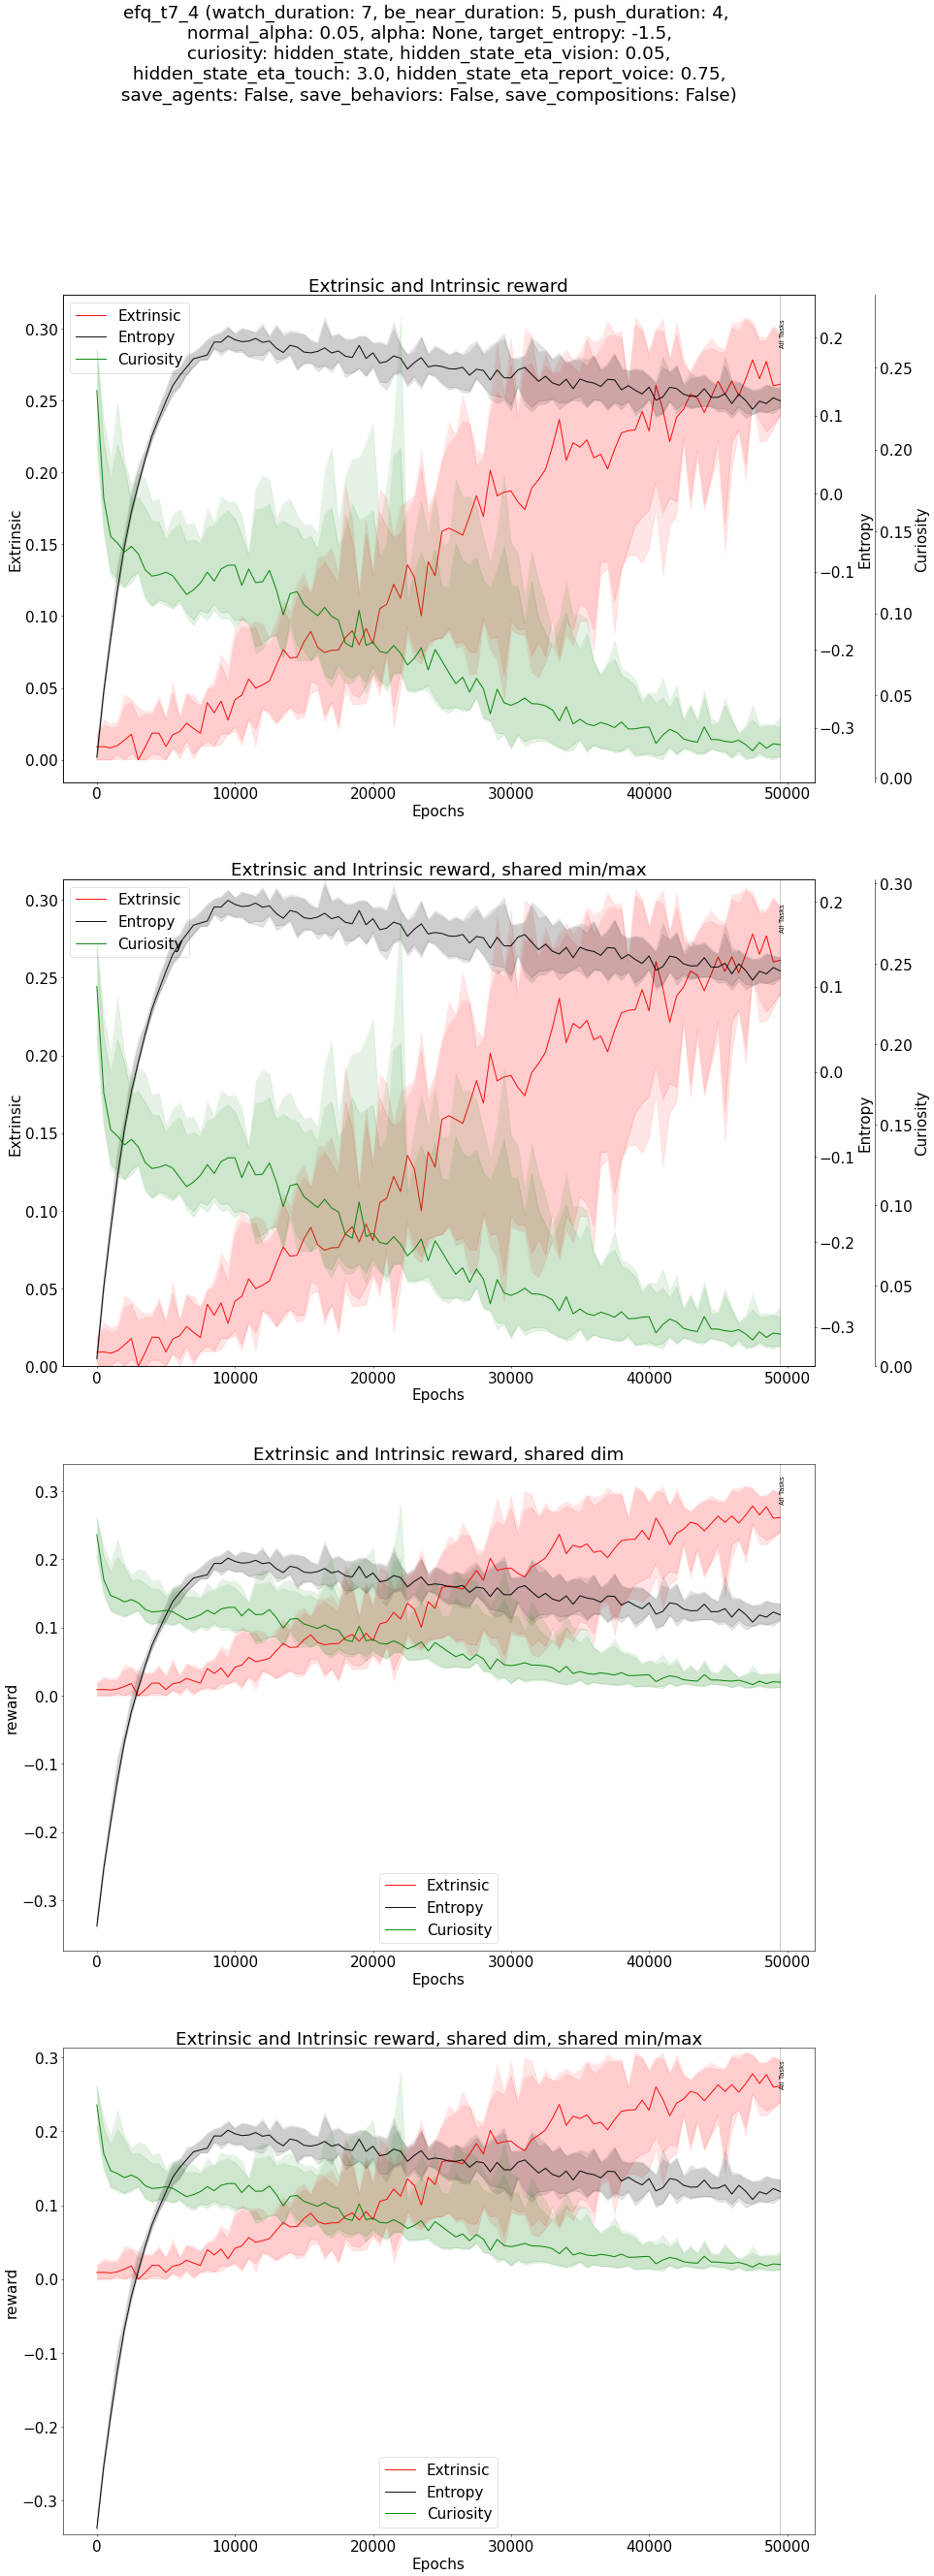 efq_t7_4 (watch_duration: 7, be_near_duration: 5, push_duration: 4,
normal_alpha: 0.05, alpha: None, target_entropy: -1.5,
curiosity: hidden_state, hidden_state_eta_vision: 0.05,
hidden_state_eta_touch: 3.0, hidden_state_eta_report_voice: 0.75,
save_agents: False, save_behaviors: False, save_compositions: False)
Extrinsic and Intrinsic reward
Extrinsic
Entropy
Curiosity
All Tasks
0.30
0.25
0.20
0.15
0.10
0.05
0.00
Extrinsic
0.2
0.1
0.0
−0.1
−0.2
−0.3
Entropy
0.25
0.20
0.15
0.10
0.05
0.00
Curiosity
0 10000 20000 30000 40000 50000
Epochs
Extrinsic and Intrinsic reward, shared min/max
Extrinsic
Entropy
Curiosity
All Tasks
0.30
0.25
0.20
0.15
0.10
0.05
0.00
Extrinsic
0.2
0.1
0.0
−0.1
−0.2
−0.3
Entropy
0.30
0.25
0.20
0.15
0.10
0.05
0.00
Curiosity
0 10000 20000 30000 40000 50000
Epochs
Extrinsic and Intrinsic reward, shared dim
All Tasks
0.3
0.2
0.1
0.0
−0.1
−0.2
−0.3
reward
Extrinsic
Entropy
Curiosity
0 10000 20000 30000 40000 50000
Epochs
Extrinsic and Intrinsic reward, shared dim, shared min/max
All Tasks
0.3
0.2
0.1
0.0
−0.1
−0.2
−0.3
reward
Extrinsic
Entropy
Curiosity
0 10000 20000 30000 40000 50000
Epochs